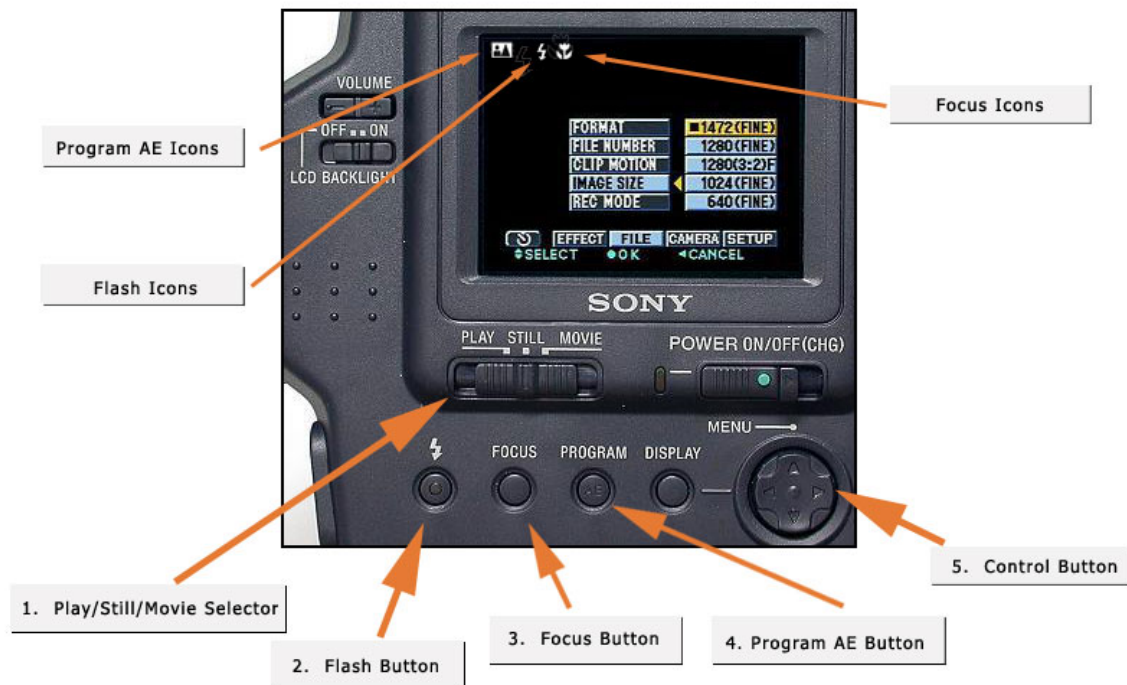 VOLUME
- +
OFF ON
LCD BACKLIGHT
Program AE Icons
Flash Icons
Focus Icons
FORMAT
FILE NUMBER
CLIP MOTION
IMAGE SIZE
REC MODE
1472(FINE)
1280(FINE)
1280(3:2)F
1024(FINE)
640(FINE)
EFFECT FILE CAMERA SETUP
SELECT OK CANCEL
SONY
PLAY STILL MOVIE
POWER ON/OFF(CHG)
MENU
FOCUS PROGRAM DISPLAY
AE
1. Play/Still/Movie Selector
2. Flash Button
3. Focus Button
4. Program AE Button
5. Control Button